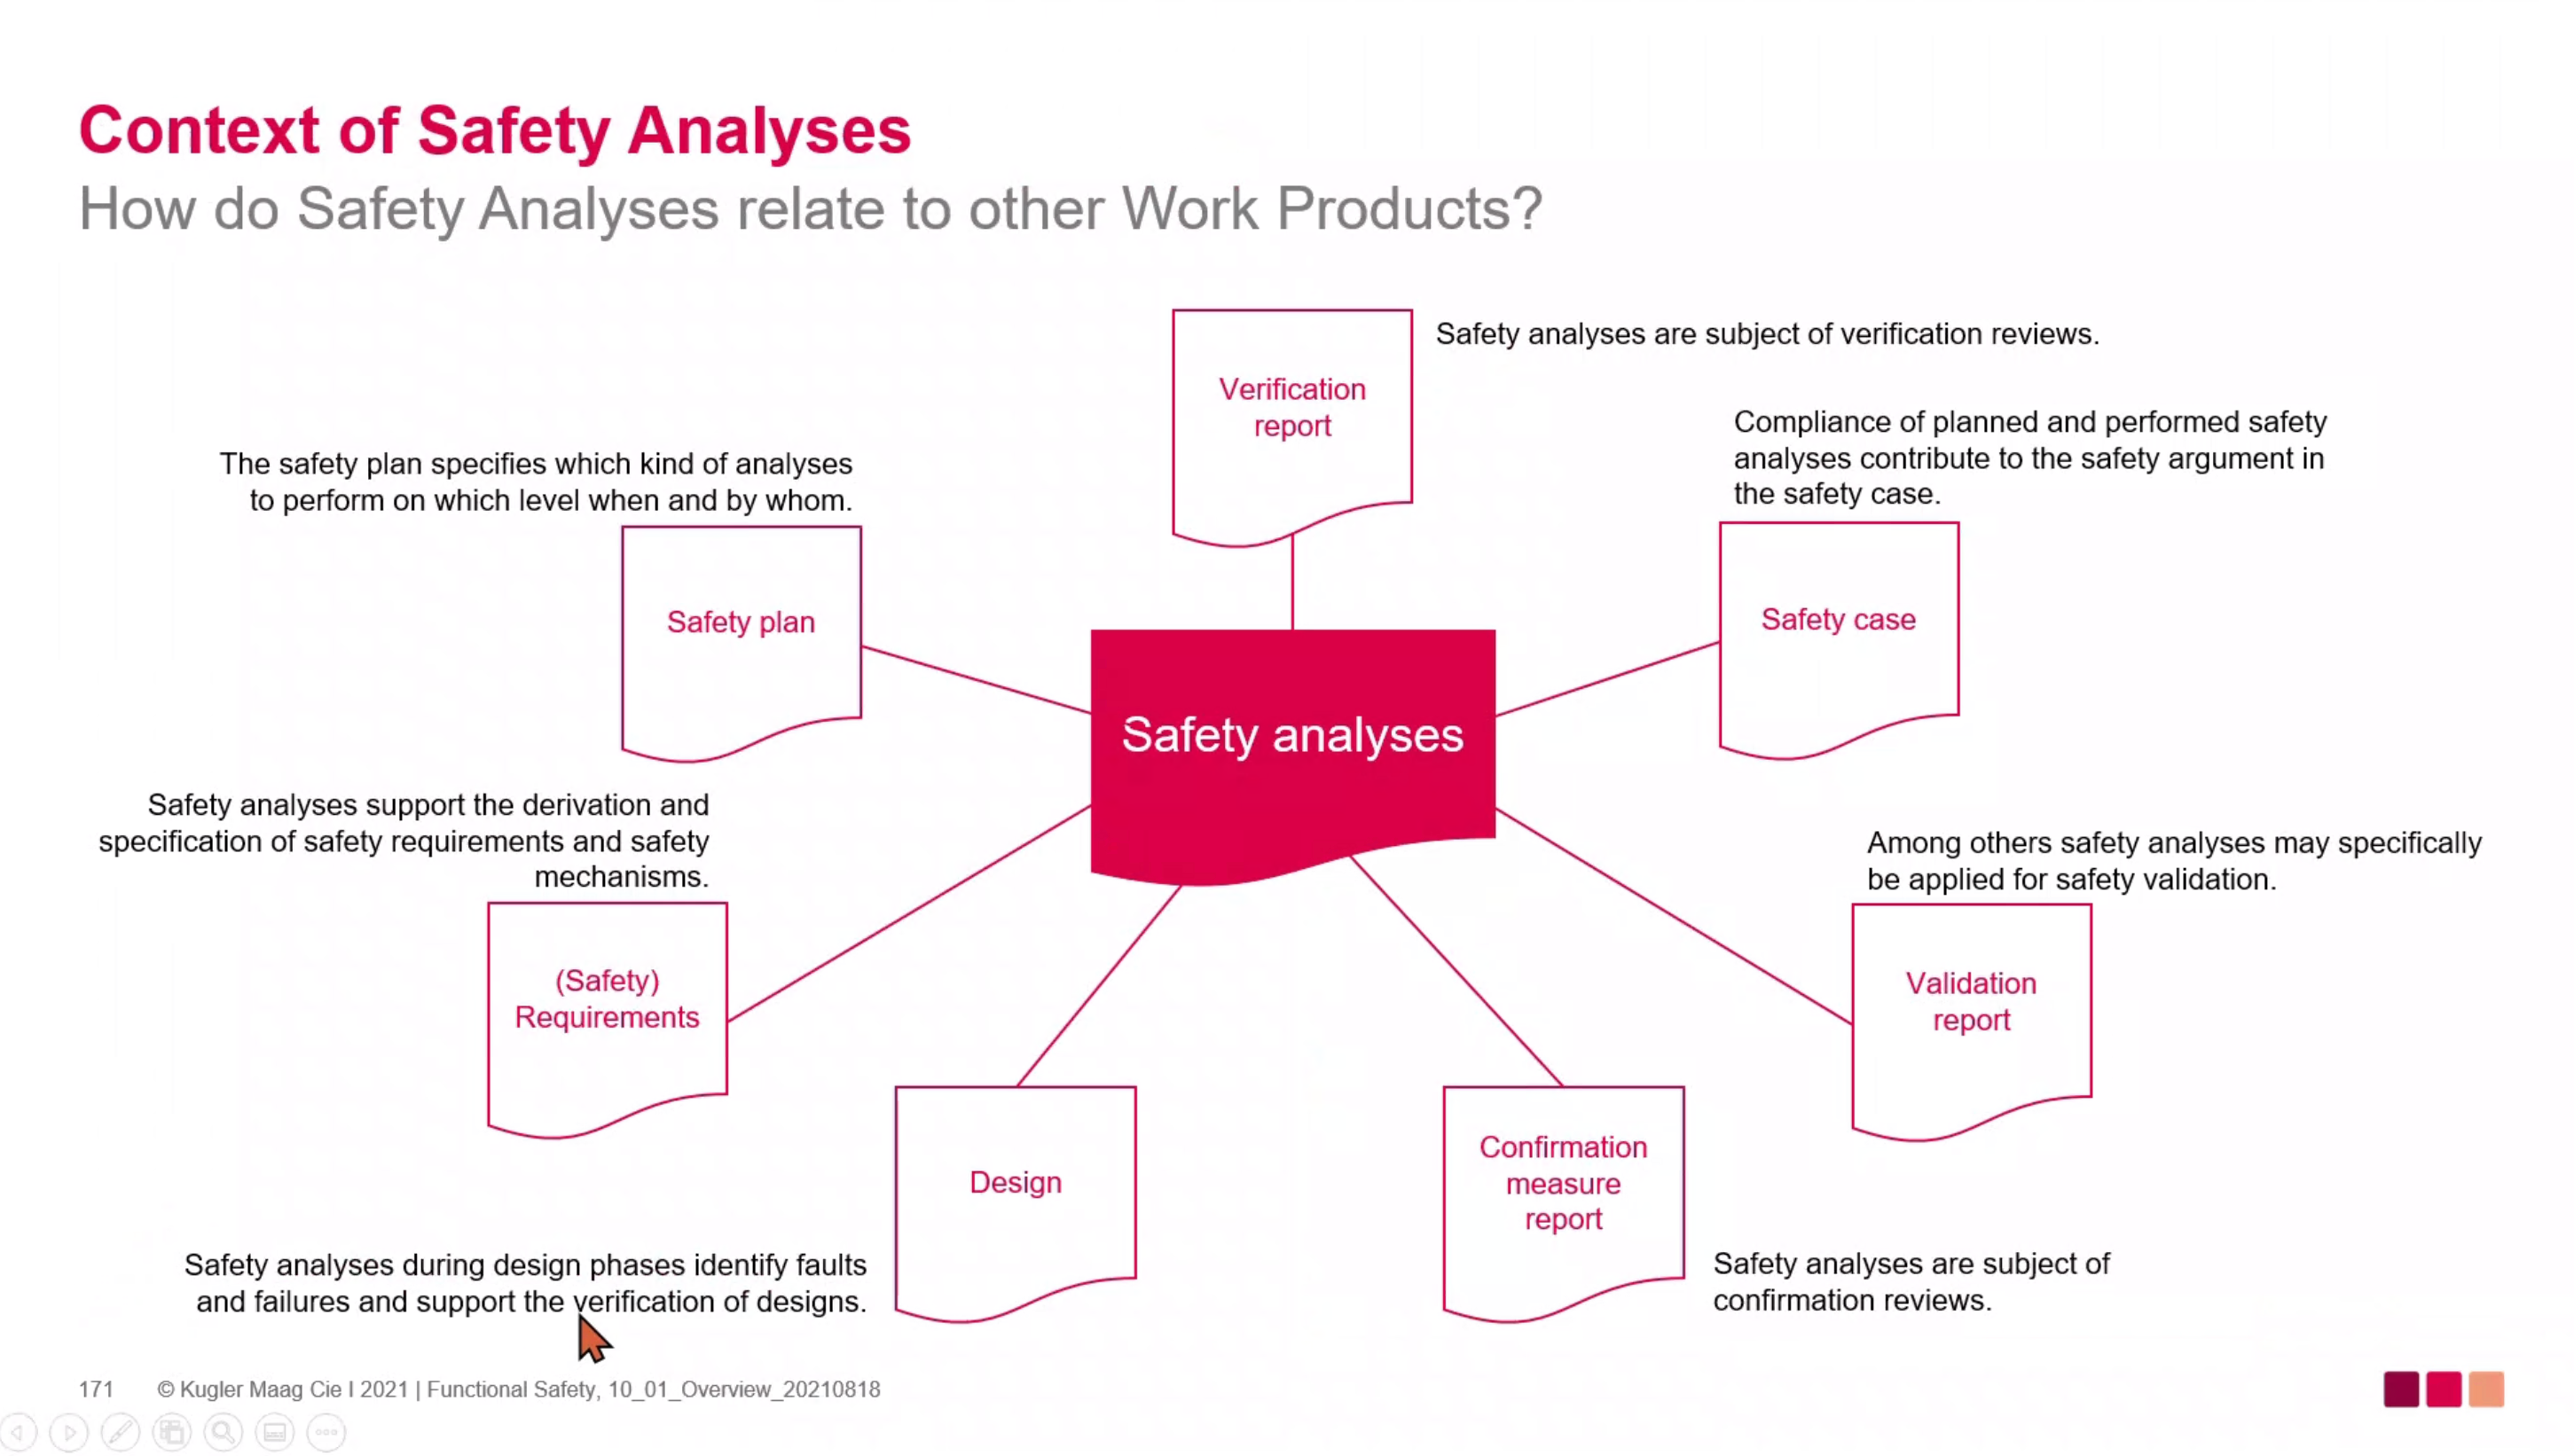 Context of Safety Analyses
How do Safety Analyses relate to other Work Products?
Verification
report
Safety analyses are subject of verification reviews.
The safety plan specifies which kind of analyses
to perform on which level when and by whom.
Safety plan
Compliance of planned and performed safety
analyses contribute to the safety argument in
the safety case.
Safety case
Safety analyses
Safety analyses support the derivation and
specification of safety requirements and safety
mechanisms.
(Safety)
Requirements
Among others safety analyses may specifically
be applied for safety validation.
Validation
report
Design
Safety analyses during design phases identify faults
and failures and support the verification of designs.
Confirmation
measure
report
Safety analyses are subject of
confirmation reviews.
171 © Kugler Maag Cie I 2021 | Functional Safety, 10_01_Overview_20210818